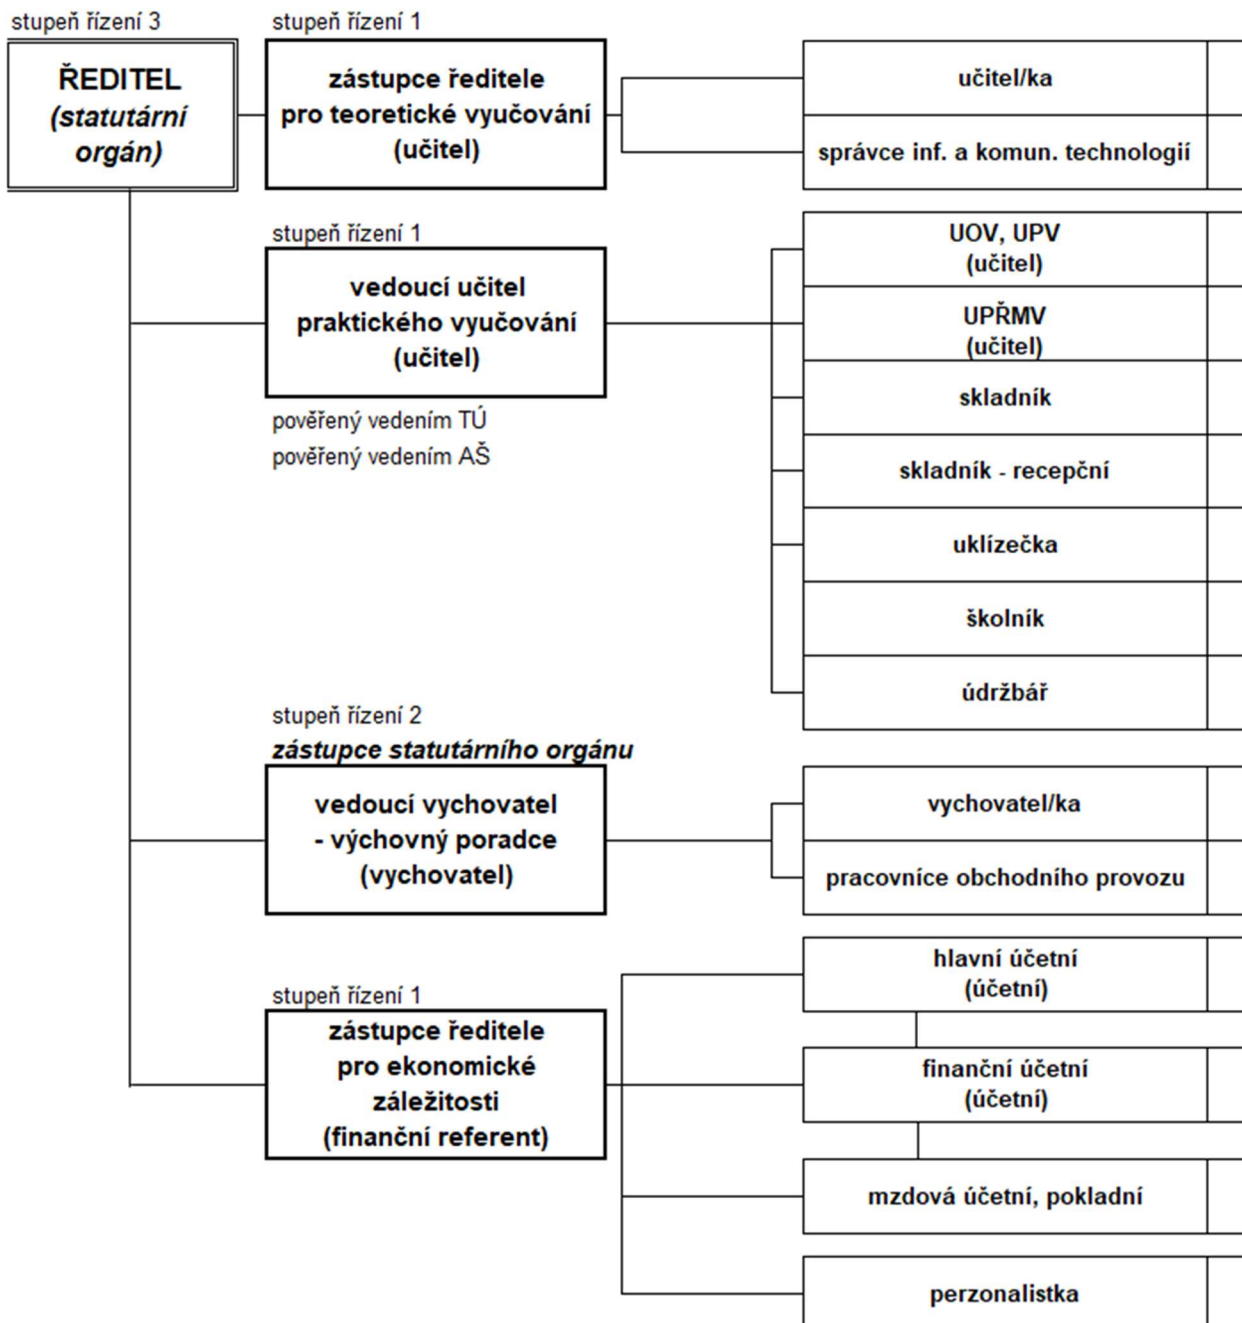 stupeň řízení 3
ŘEDITEL
(statutární
orgán)
stupeň řízení 1
zástupce ředitele
pro teoretické vyučování
(učitel)
učitel/ka
správce inf. a komun. technologií
stupeň řízení 1
vedoucí učitel
praktického vyučování
(učitel)
pověřený vedením TÚ
pověřený vedením AŠ
UOV, UPV
(učitel)
UPŘMV
(učitel)
skladník
skladník - recepční
uklízečka
školník
údržbář
stupeň řízení 2
zástupce statutárního orgánu
vedoucí vychovatel
- výchovný poradce
(vychovatel)
vychovatel/ka
pracovníce obchodního provozu
stupeň řízení 1
zástupce ředitele
pro ekonomické
záležitosti
(finanční referent)
hlavní účetní
(účetní)
finanční účetní
(účetní)
mzdová účetní, pokladní
perzonalistka